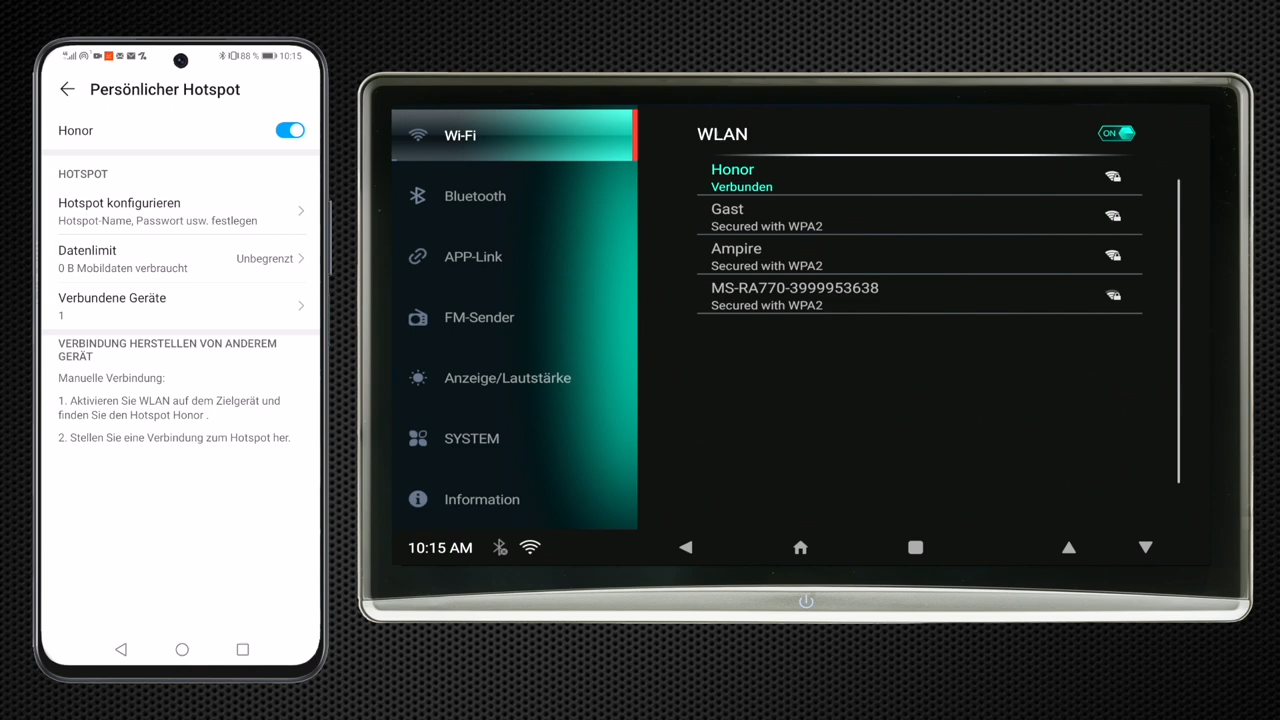 88 % 10:15
Persönlicher Hotspot
Honor
HOTSPOT
Hotspot konfigurieren
Hotspot-Name, Passwort usw. festlegen
Datenlimit
0 B Mobildaten verbraucht
Unbegrenzt
Verbundene Geräte
1
VERBINDUNG HERSTELLEN VON ANDEREM
GERÄT
Manuelle Verbindung:
1. Aktivieren Sie WLAN auf dem Zielgerät und
finden Sie den Hotspot Honor .
2. Stellen Sie eine Verbindung zum Hotspot her.
Wi-Fi
Bluetooth
APP-Link
FM-Sender
Anzeige/Lautstärke
SYSTEM
Information
WLAN
ON
Honor
Verbunden
Gast
Secured with WPA2
Ampire
Secured with WPA2
MS-RA770-3999953638
Secured with WPA2
10:15 AM